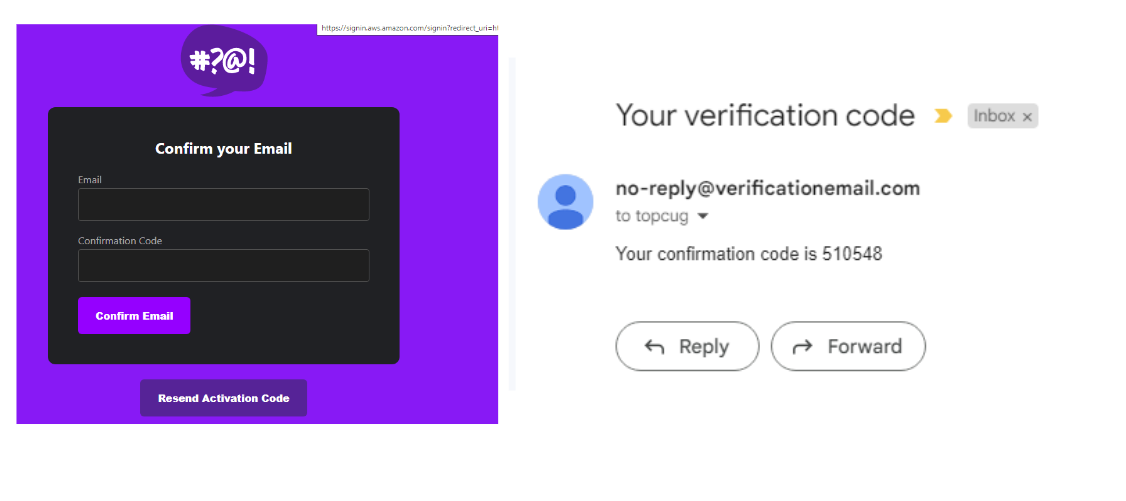 https://signin.aws.amazon.com/signin?redirect_uri=ht
#?@!
Confirm your Email
Email
Confirmation Code
Confirm Email
Resend Activation Code
Your verification code
Inbox ×
no-reply@verificationemail.com
to topcug
Your confirmation code is 510548
Reply
Forward